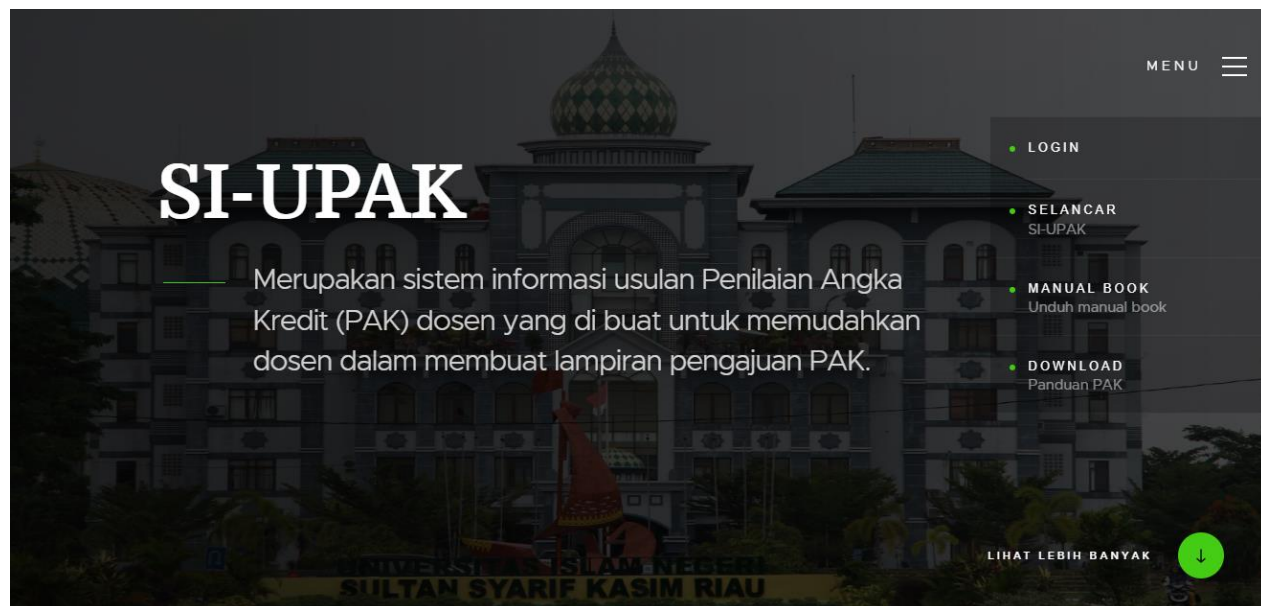 MENU
LOGIN
SI-UPAK
SELANCAR
SI-UPAK
Merupakan sistem informasi usulan Penilaian Angka
Kredit (PAK) dosen yang di buat untuk memudahkan
dosen dalam membuat lampiran pengajuan PAK.
MANUAL BOOK
Unduh manual book
DOWNLOAD
Panduan PAK
LIHAT LEBIH BANYAK
UNIVERSITAS ISLAM NEGERI
SULTAN SYARIF KASIM RIAU